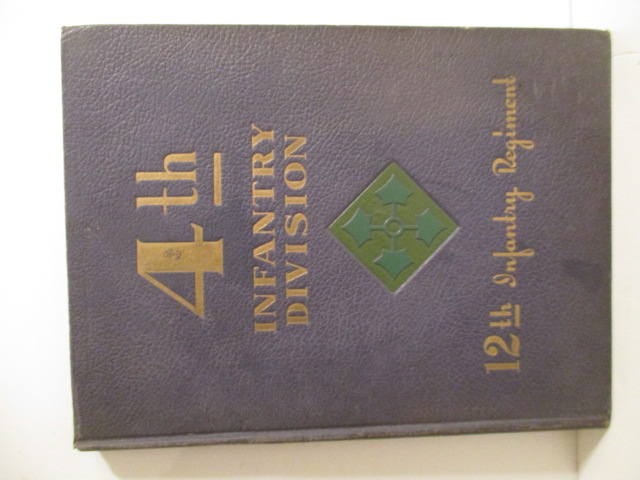 4th
INFANTRY
DIVISION
12th Infantry Regiment